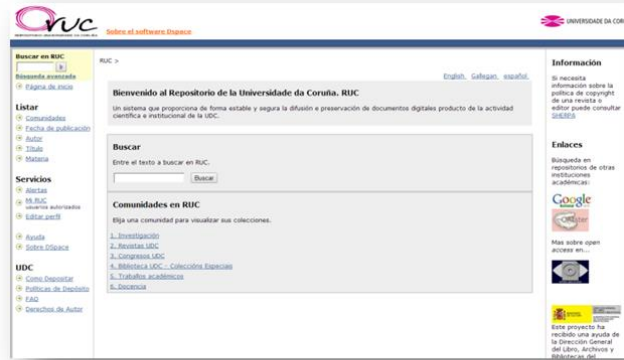 ruc
Sobre el software Dspace
UNIVERSIDADE DA COR
Buscar en RUC
Búsqueda avanzada
Página de inicio
Listar
Comunidades
Fecha de publicación
Autor
Título
Materia
Servicios
Alertas
Mi RUC
usuarios autorizados
Editar perfil
Ayuda
Sobre DSpace
UDC
Como Depositar
Políticas de Depósito
FAQ
Derechos de Autor
RUC >
English, Gallegan, español,
Bienvenido al Repositorio de la Universidade da Coruña. RUC
Un sistema que proporciona de forma estable y segura la difusión e preservación de documentos digitales producto de la actividad
científica e institucional de la UDC.
Buscar
Entre el texto a buscar en RUC.
Buscar
Comunidades en RUC
Elija una comunidad para visualizar sus colecciones.
1. Investigación
2. Revistas UDC
3. Congresos UDC
4. Biblioteca UDC - Coleccións Especiais
5. Traballos académicos
6. Docencia
Información
Si necesita
información sobre la
política de copyright
de una revista o
editor puede consultar
SHERPA
Enlaces
Búsqueda en
repositorios de otras
instituciones
académicas:
Google
Mas sobre open
access en...
Este proyecto ha
recibido una ayuda de
la Dirección General
del Libro, Archivos y
Bibliotecas del